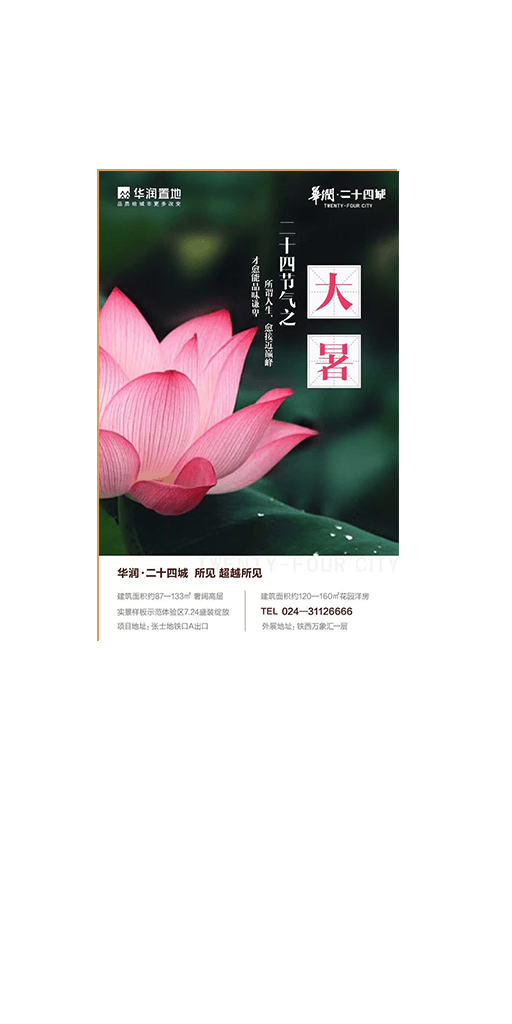 华润置地
品质给城市更多改变
華潤·二十四城
TWENTY-FOUR CITY
二十四节气之
大暑
所谓人生，愈接近巅峰
才愈能品味谦卑
TWENTY-FOUR CITY
华润·二十四城 所见 超越所见
建筑面积约87—133㎡ 奢阔高层
实景样板示范体验区7.24盛装绽放
项目地址：张士地铁口A出口
建筑面积约120—160㎡花园洋房
TEL 024—31126666
外展地址：铁西万象汇一层